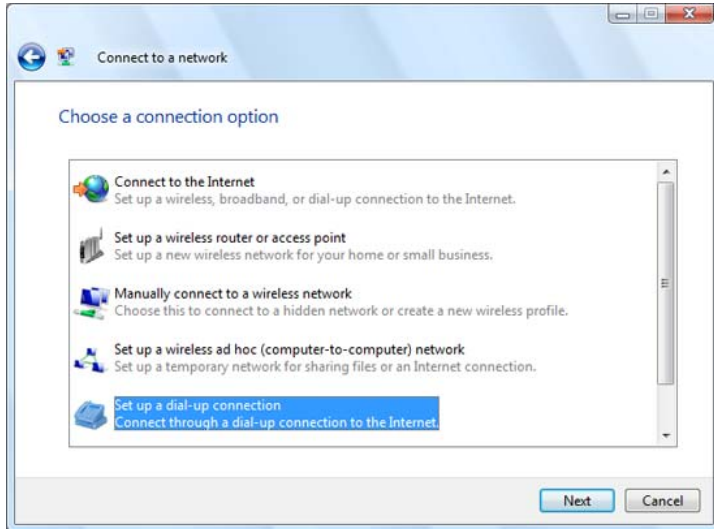 Connect to a network
Choose a connection option
Connect to the Internet
Set up a wireless, broadband, or dial-up connection to the Internet.
Set up a wireless router or access point
Set up a new wireless network for your home or small business.
Manually connect to a wireless network
Choose this to connect to a hidden network or create a new wireless profile.
Set up a wireless ad hoc (computer-to-computer) network
Set up a temporary network for sharing files or an Internet connection.
Set up a dial-up connection
Connect through a dial-up connection to the Internet.
Next
Cancel